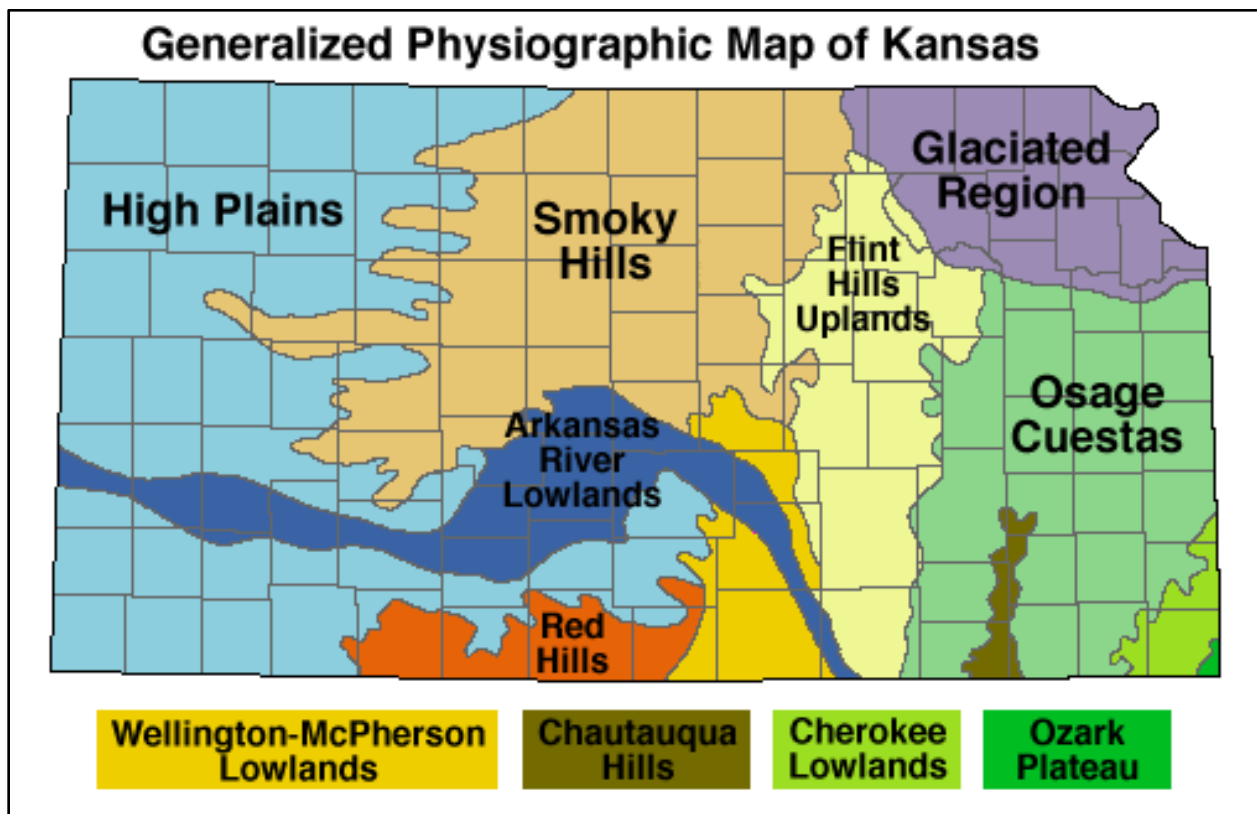 Generalized Physiographic Map of Kansas
High Plains
Smoky
Hills
Glaciated
Region
Flint
Hills
Uplands
Osage
Cuestas
Arkansas
River
Lowlands
Red
Hills
Wellington-McPherson
Lowlands
Chautauqua
Hills
Cherokee
Lowlands
Ozark
Plateau